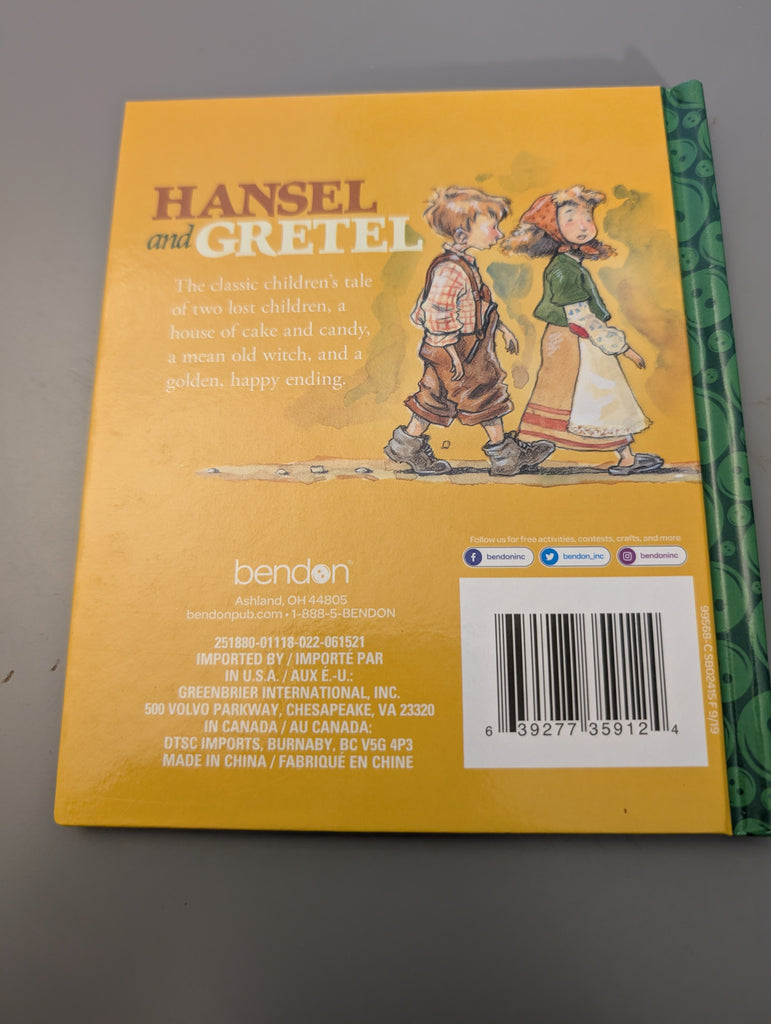 HANSEL
and GRETEL
The classic children's tale
of two lost children, a
house of cake and candy,
a mean old witch, and a
golden, happy ending.
Follow us for free activities, contests, crafts, and more
bendoninc
bendon_inc
bendoninc
bendon
Ashland, OH 44805
bendonpub.com • 1-888-5-BENDON
251880-01118-022-061521
IMPORTED BY / IMPORTÉ PAR
IN U.S.A. / AUX É.-U.:
GREENBRIER INTERNATIONAL, INC.
500 VOLVO PARKWAY, CHESAPEAKE, VA 23320
IN CANADA / AU CANADA:
DTSC IMPORTS, BURNABY, BC V5G 4P3
MADE IN CHINA / FABRIQUÉ EN CHINE
6 39277 35912 4
99568-C SB02415 F 9/19